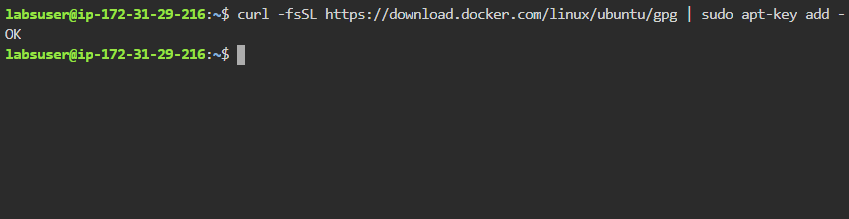 labsuser@ip-172-31-29-216:~$ curl -fsSL https://download.docker.com/linux/ubuntu/gpg | sudo apt-key add -
OK
labsuser@ip-172-31-29-216:~$